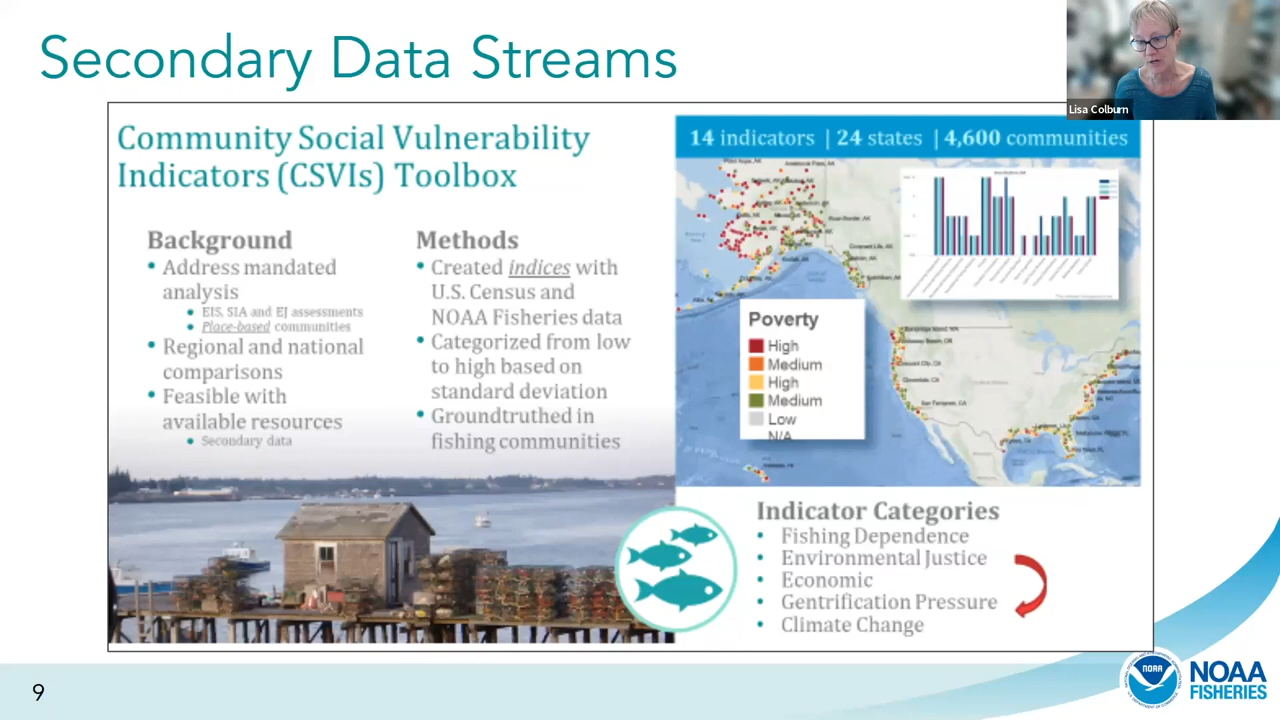 Secondary Data Streams
Lisa Colburn
Community Social Vulnerability
Indicators (CSVIs) Toolbox
Background
• Address mandated
analysis
• EIS, SIA and EJ assessments
• Place-based communities
• Regional and national
comparisons
• Feasible with
available resources
• Secondary data
Methods
• Created indices with
U.S. Census and
NOAA Fisheries data
• Categorized from low
to high based on
standard deviation
• Groundtruthed in
fishing communities
14 indicators | 24 states | 4,600 communities
Poverty
High
Medium
High
Medium
Low
N/A
Indicator Categories
• Fishing Dependence
• Environmental Justice
• Economic
• Gentrification Pressure
• Climate Change
9
NOAA
NOAA
FISHERIES